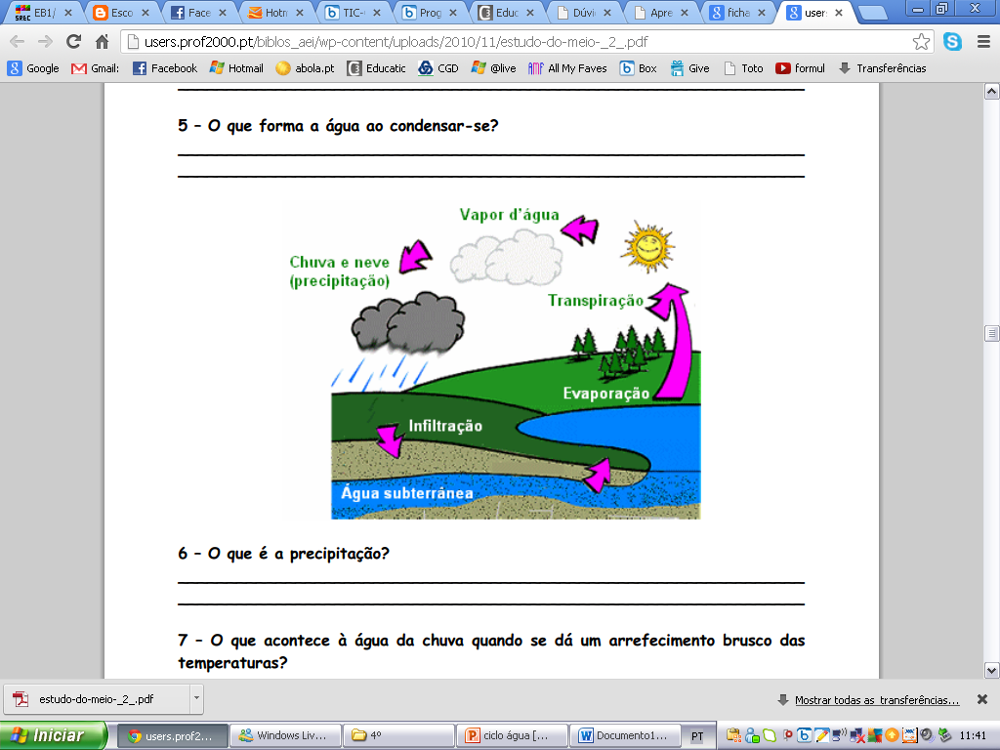 EB1/
Esco
Face
Hotm
TIC-
Prog
Educ
Dúvi
Apre
ficha
user
users.prof2000.pt/biblos_aei/wp-content/uploads/2010/11/estudo-do-meio-_2_.pdf
Google
Gmail:
Facebook
Hotmail
abola.pt
Educatic
CGD
@live
All My Faves
Box
Give
Toto
formul
Transferências
5 – O que forma a água ao condensar-se?
Vapor d'água
Chuva e neve
(precipitação)
Transpiração
Evaporação
Infiltração
Água subterránea
6 – O que é a precipitação?
7 – O que acontece à água da chuva quando se dá um arrefecimento brusco das
temperaturas?
estudo-do-meio-_2_.pdf
Mostrar todas as transferências...
Iniciar
users.prof2...
Windows Liv...
4º
ciclo água [...
Documento1...
PT
11:41